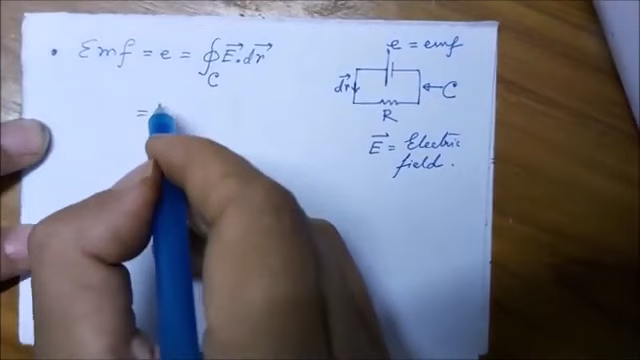 • Emf = e = ∮ E⃗.dr⃗
C
=
e = emf
dr⃗
C
R
E⃗ = Electric
field.